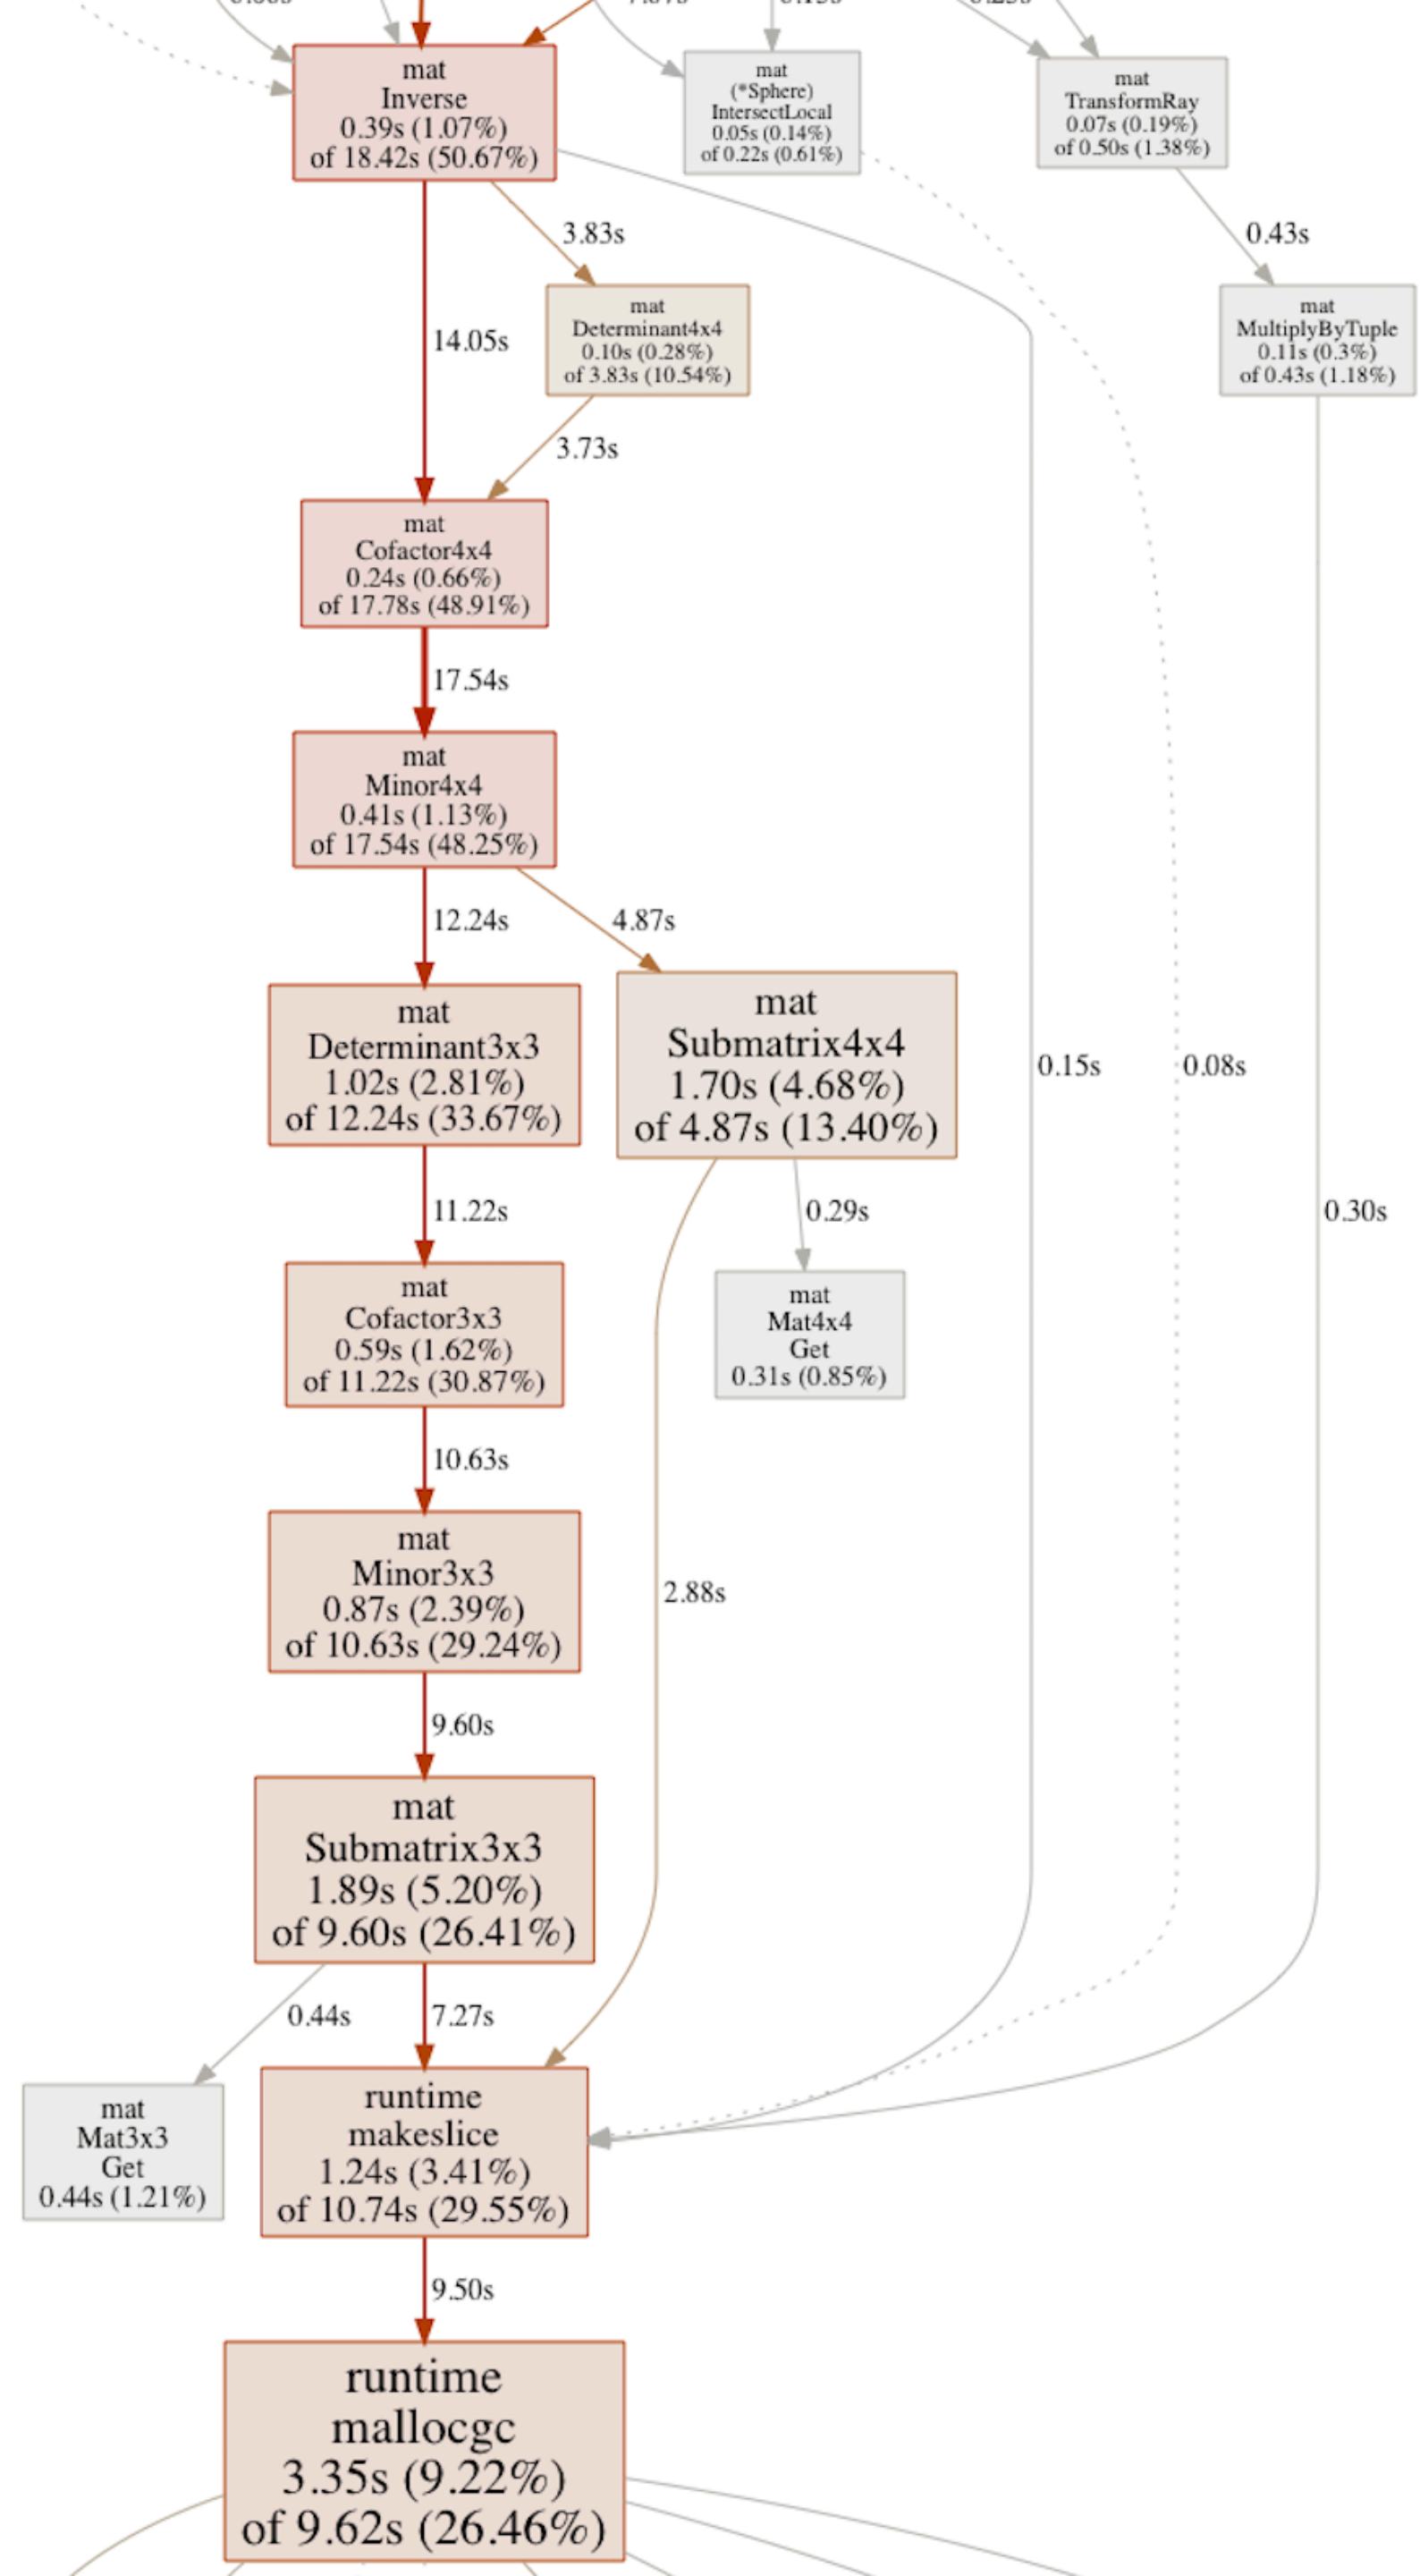 mat
Inverse
0.39s (1.07%)
of 18.42s (50.67%)
mat
(*Sphere)
IntersectLocal
0.05s (0.14%)
of 0.22s (0.61%)
mat
TransformRay
0.07s (0.19%)
of 0.50s (1.38%)
3.83s
0.43s
14.05s
mat
Determinant4x4
0.10s (0.28%)
of 3.83s (10.54%)
mat
MultiplyByTuple
0.11s (0.3%)
of 0.43s (1.18%)
3.73s
mat
Cofactor4x4
0.24s (0.66%)
of 17.78s (48.91%)
17.54s
mat
Minor4x4
0.41s (1.13%)
of 17.54s (48.25%)
12.24s
4.87s
mat
Determinant3x3
1.02s (2.81%)
of 12.24s (33.67%)
mat
Submatrix4x4
1.70s (4.68%)
of 4.87s (13.40%)
0.15s
0.08s
11.22s
0.29s
0.30s
mat
Cofactor3x3
0.59s (1.62%)
of 11.22s (30.87%)
mat
Mat4x4
Get
0.31s (0.85%)
10.63s
mat
Minor3x3
0.87s (2.39%)
of 10.63s (29.24%)
2.88s
9.60s
mat
Submatrix3x3
1.89s (5.20%)
of 9.60s (26.41%)
0.44s
7.27s
mat
Mat3x3
Get
0.44s (1.21%)
runtime
makeslice
1.24s (3.41%)
of 10.74s (29.55%)
9.50s
runtime
mallocgc
3.35s (9.22%)
of 9.62s (26.46%)